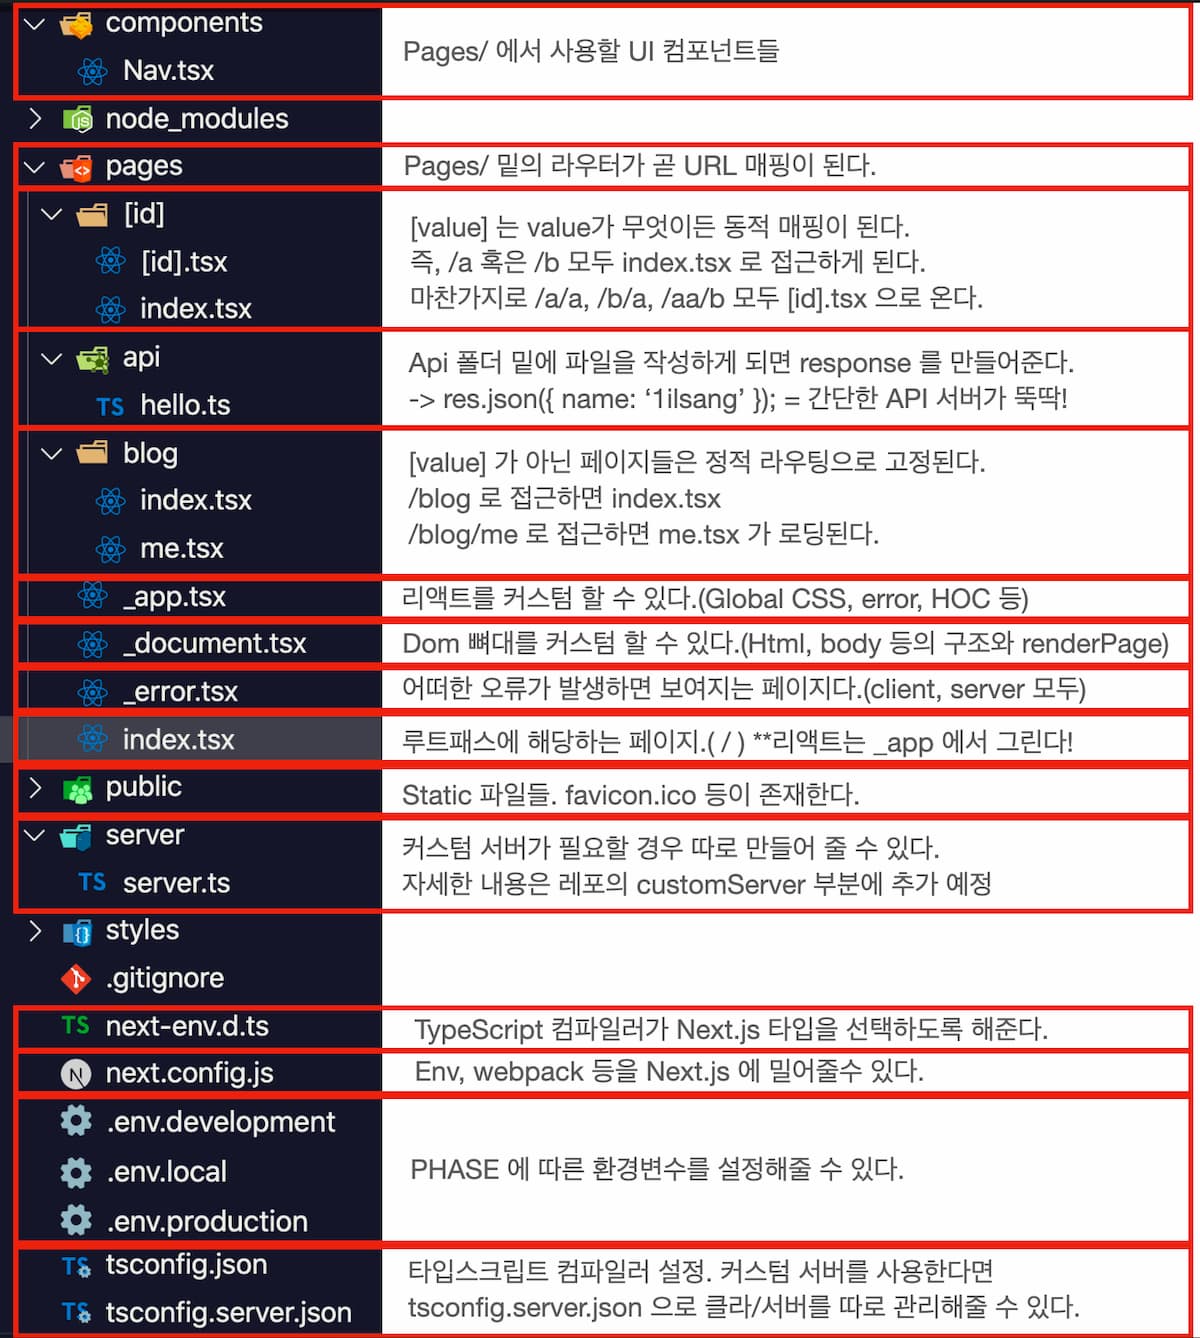 components
Nav.tsx
Pages/ 에서 사용할 UI 컴포넌트들
node_modules
pages
Pages/ 밑의 라우터가 곧 URL 매핑이 된다.
[id]
[id].tsx
index.tsx
[value] 는 value가 무엇이든 동적 매핑이 된다.
즉, /a 혹은 /b 모두 index.tsx 로 접근하게 된다.
마찬가지로 /a/a, /b/a, /aa/b 모두 [id].tsx 으로 온다.
api
TS hello.ts
Api 폴더 밑에 파일을 작성하게 되면 response 를 만들어준다.
-> res.json({ name: ‘1ilsang’ }); = 간단한 API 서버가 뚝딱!
blog
index.tsx
me.tsx
[value] 가 아닌 페이지들은 정적 라우팅으로 고정된다.
/blog 로 접근하면 index.tsx
/blog/me 로 접근하면 me.tsx 가 로딩된다.
_app.tsx
리액트를 커스텀 할 수 있다.(Global CSS, error, HOC 등)
_document.tsx
Dom 뼈대를 커스텀 할 수 있다.(Html, body 등의 구조와 renderPage)
_error.tsx
어떠한 오류가 발생하면 보여지는 페이지다.(client, server 모두)
index.tsx
루트패스에 해당하는 페이지.( / ) **리액트는 _app 에서 그린다!
public
Static 파일들. favicon.ico 등이 존재한다.
server
TS server.ts
커스텀 서버가 필요할 경우 따로 만들어 줄 수 있다.
자세한 내용은 레포의 customServer 부분에 추가 예정
styles
.gitignore
TS next-env.d.ts
TypeScript 컴파일러가 Next.js 타입을 선택하도록 해준다.
N next.config.js
Env, webpack 등을 Next.js 에 밀어줄수 있다.
.env.development
.env.local
.env.production
PHASE 에 따른 환경변수를 설정해줄 수 있다.
TS tsconfig.json
TS tsconfig.server.json
타입스크립트 컴파일러 설정. 커스텀 서버를 사용한다면
tsconfig.server.json 으로 클라/서버를 따로 관리해줄 수 있다.